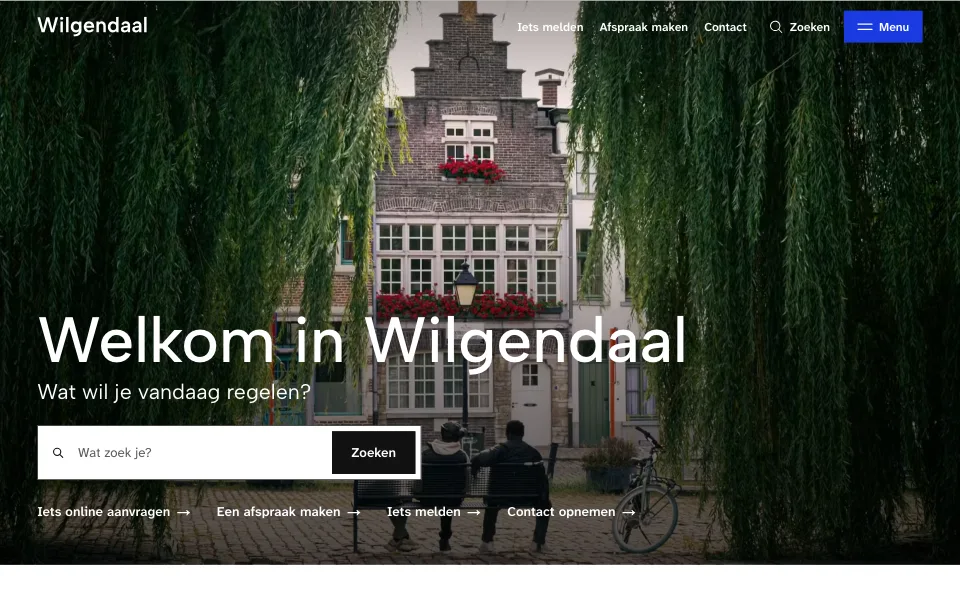 Wilgendaal
Iets melden Afspraak maken Contact Zoeken Menu
Welkom in Wilgendaal
Wat wil je vandaag regelen?
Wat zoek je? Zoeken
Iets online aanvragen → Een afspraak maken → Iets melden → Contact opnemen →